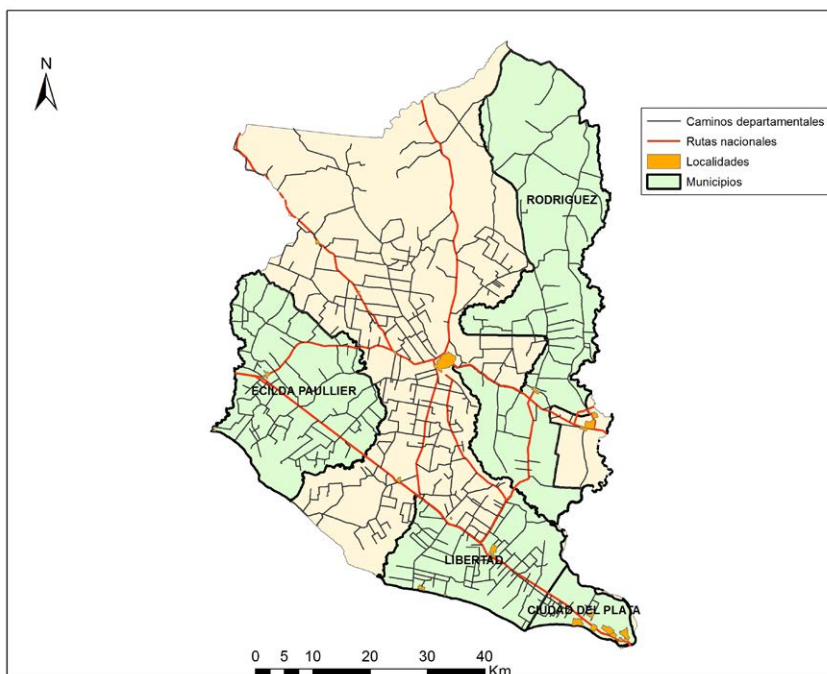 N
Caminos departamentales
Rutas nacionales
Localidades
Municipios
RODRIGUEZ
ECILDA PAULLIER
LIBERTAD
CIUDAD DEL PLATA
0 5 10 20 30 40
Km